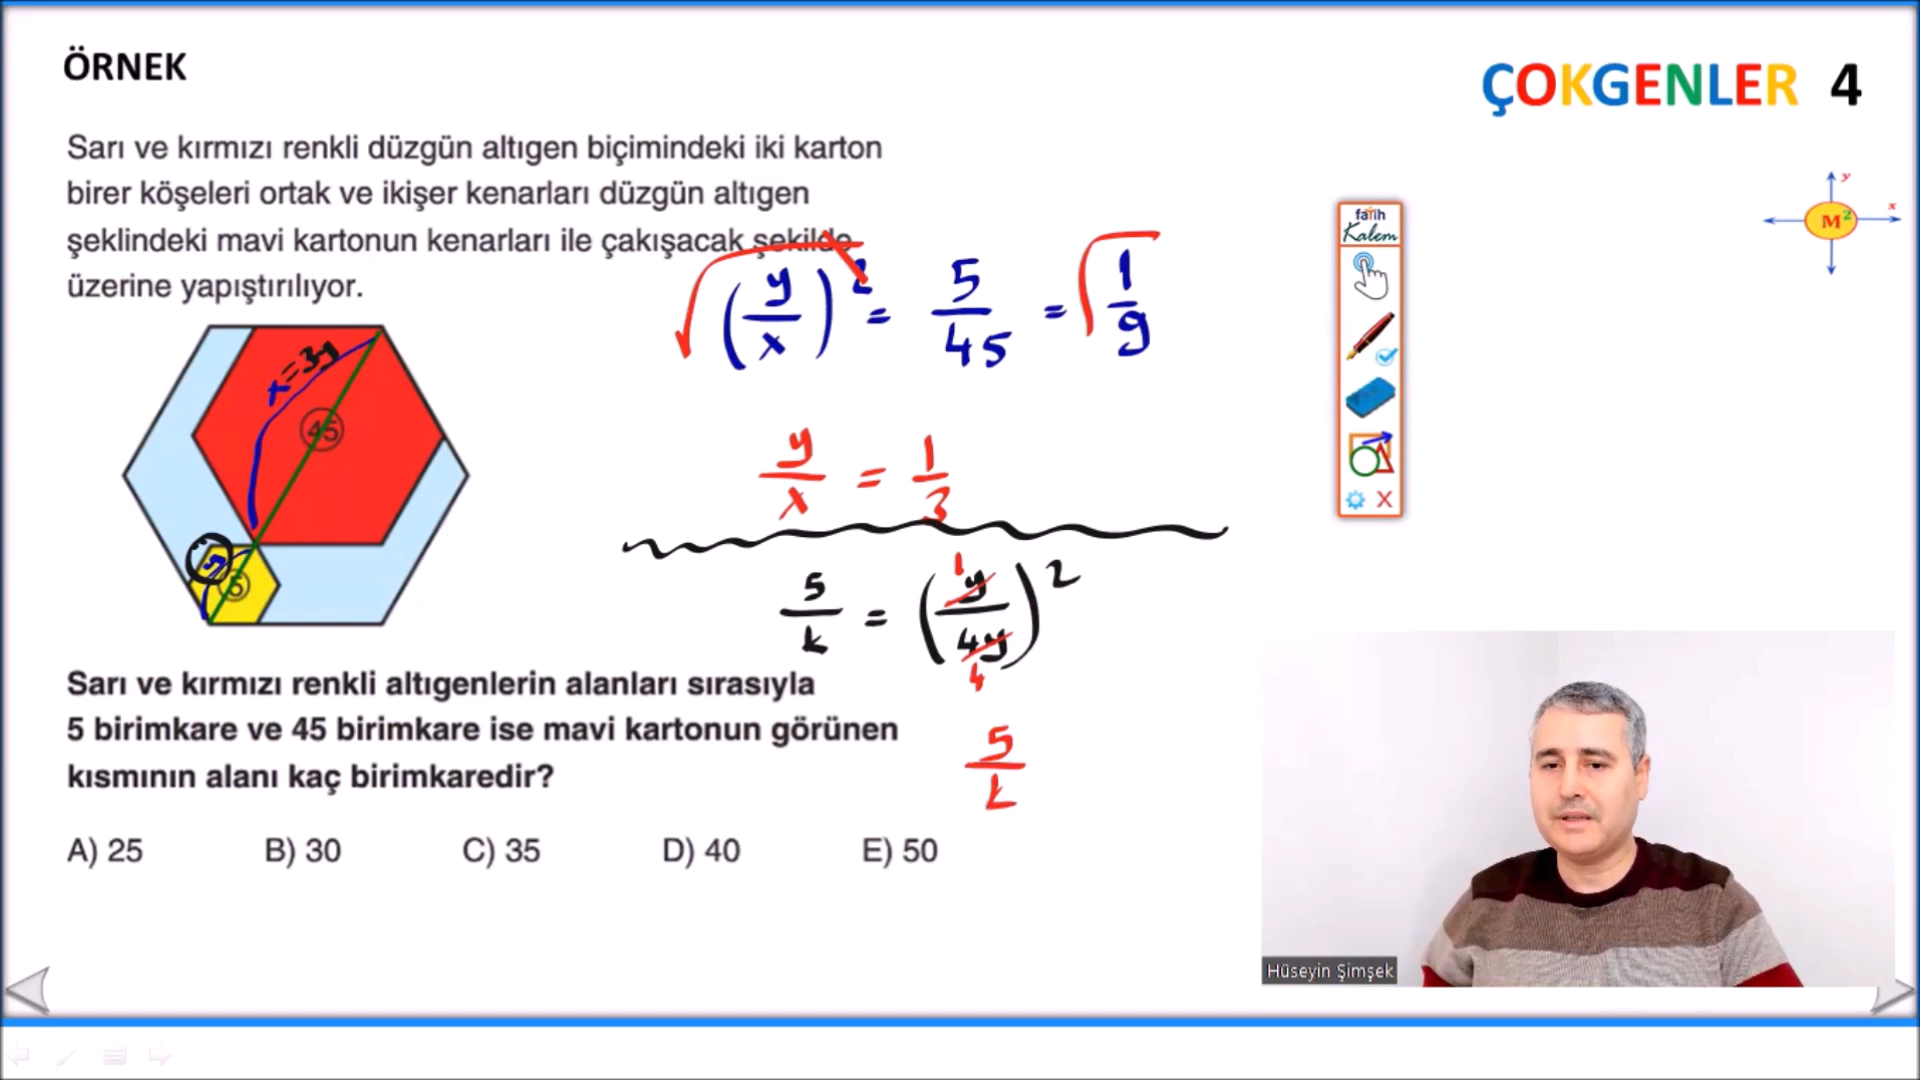 ÖRNEK
ÇOKGENLER 4
Sarı ve kırmızı renkli düzgün altıgen biçimindeki iki karton
birer köşeleri ortak ve ikişer kenarları düzgün altıgen
şeklindeki mavi kartonun kenarları ile çakışacak şekilde
üzerine yapıştırılıyor.
y
x
M²
fatih
Kalem
(y/x)² = 5/45 = √1/9
x=3y
45
y/x = 1/3
y
5
5/k = (y/4y)²
1
4
Sarı ve kırmızı renkli altıgenlerin alanları sırasıyla
5 birimkare ve 45 birimkare ise mavi kartonun görünen
kısmının alanı kaç birimkaredir?
5/k
A) 25 B) 30 C) 35 D) 40 E) 50
Hüseyin Şimşek